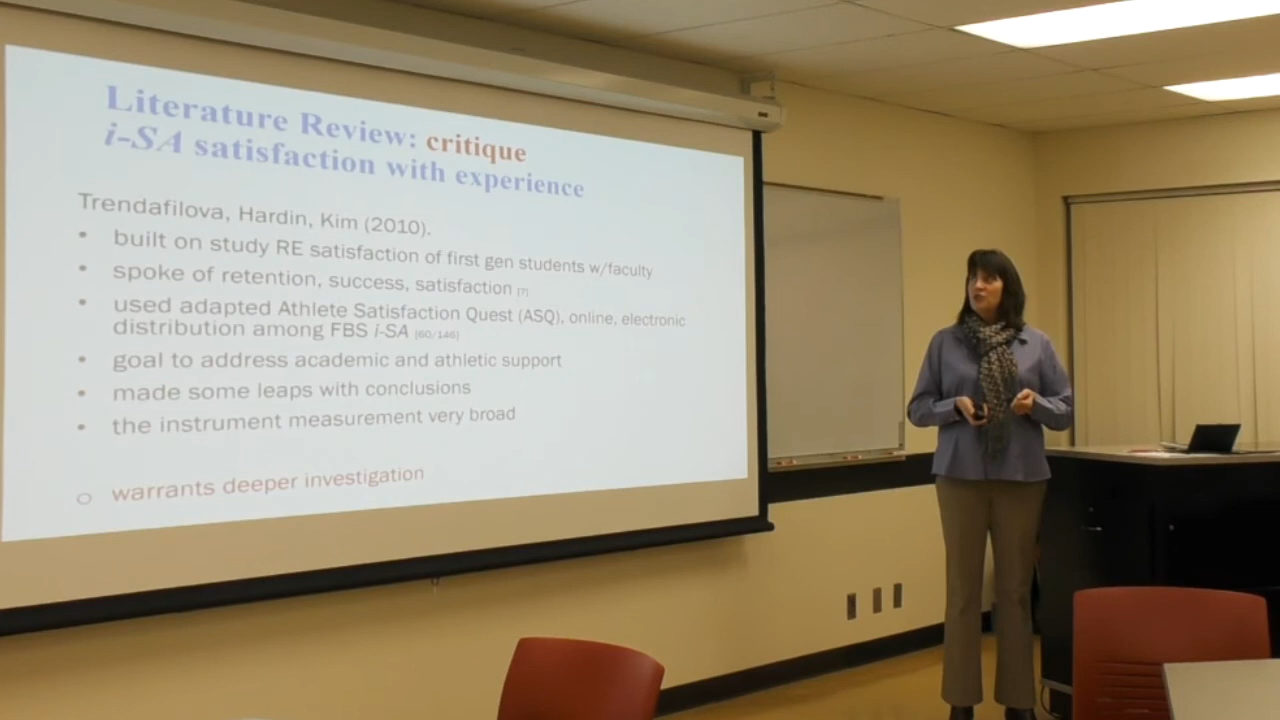 Literature Review: critique
i-SA satisfaction with experience
Trendafilova, Hardin, Kim (2010).
• built on study RE satisfaction of first gen students w/faculty
• spoke of retention, success, satisfaction [7]
• used adapted Athlete Satisfaction Quest (ASQ), online, electronic
distribution among FBS i-SA [60/146]
• goal to address academic and athletic support
• made some leaps with conclusions
• the instrument measurement very broad
○ warrants deeper investigation